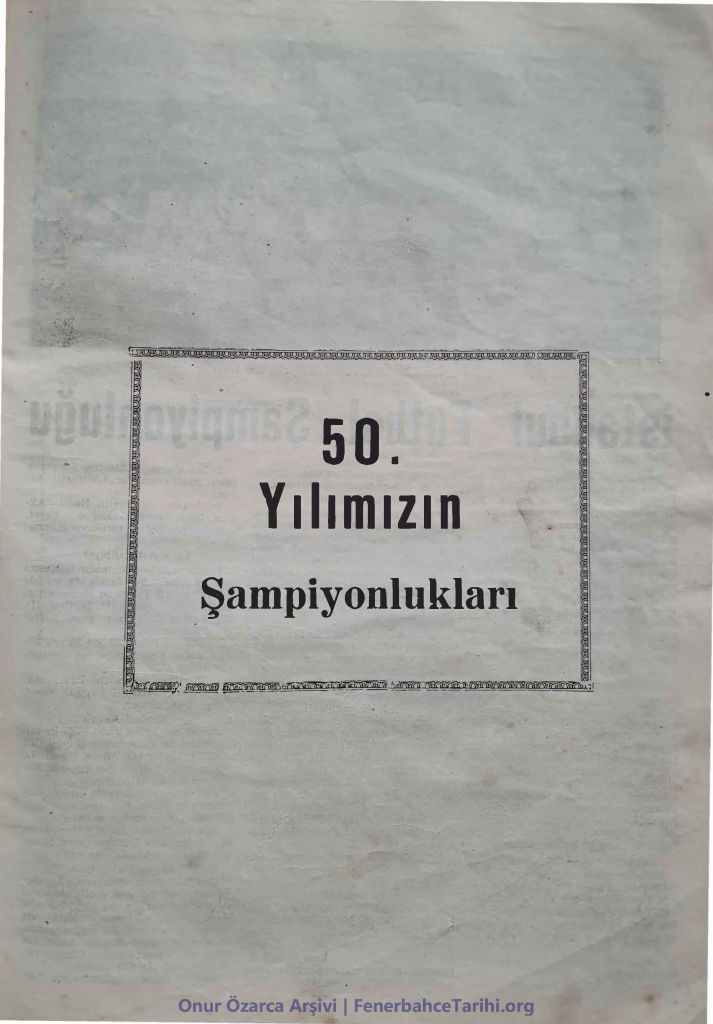 50.
Yılımızın
Şampiyonlukları
Onur Özarca Arşivi | FenerbahceTarihi.org